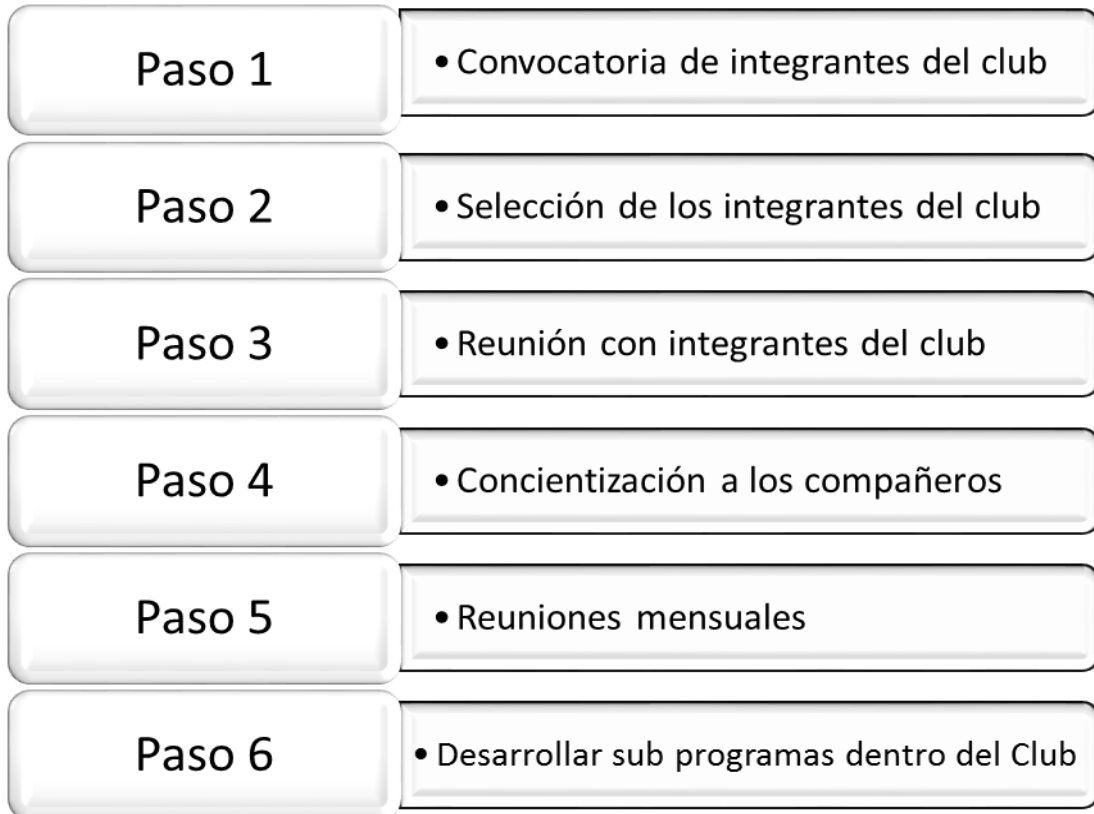 Paso 1
• Convocatoria de integrantes del club
Paso 2
• Selección de los integrantes del club
Paso 3
• Reunión con integrantes del club
Paso 4
• Concientización a los compañeros
Paso 5
• Reuniones mensuales
Paso 6
• Desarrollar sub programas dentro del Club